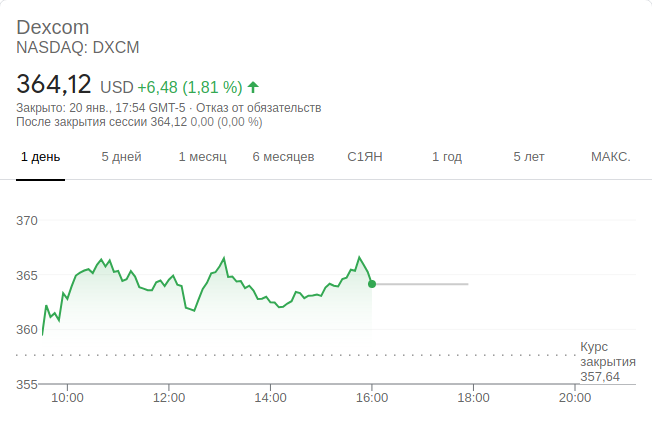 Dexcom
NASDAQ: DXCM
364,12 USD +6,48 (1,81 %)
Закрыто: 20 янв., 17:54 GMT-5 · Отказ от обязательств
После закрытия сессии 364,12 0,00 (0,00 %)
1 день 5 дней 1 месяц 6 месяцев С1ЯН 1 год 5 лет МАКС.
370
365
360
Курс
закрытия
357,64
355
10:00 12:00 14:00 16:00 18:00 20:00